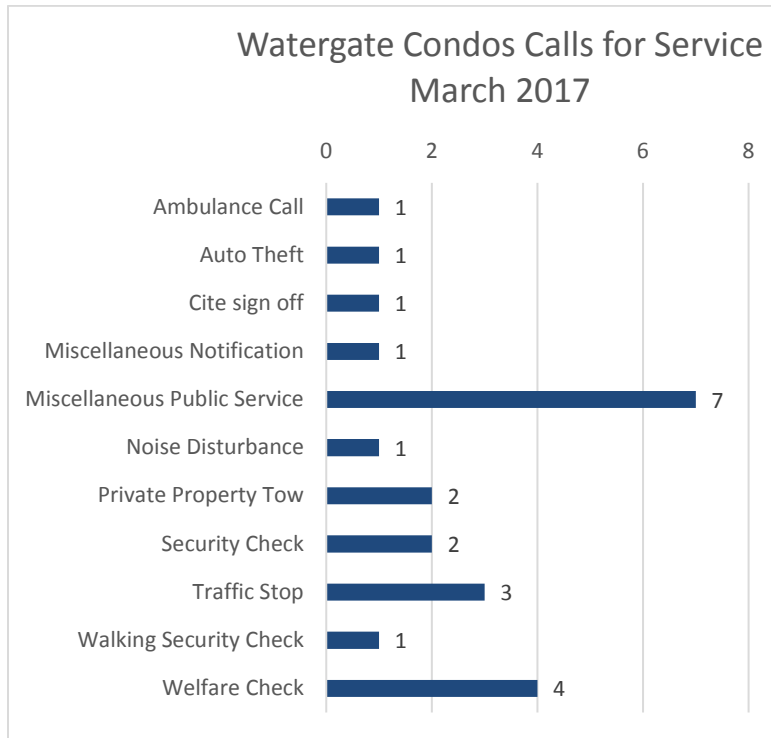 Watergate Condos Calls for Service
March 2017
0 2 4 6 8
Ambulance Call 1
Auto Theft 1
Cite sign off 1
Miscellaneous Notification 1
Miscellaneous Public Service 7
Noise Disturbance 1
Private Property Tow 2
Security Check 2
Traffic Stop 3
Walking Security Check 1
Welfare Check 4